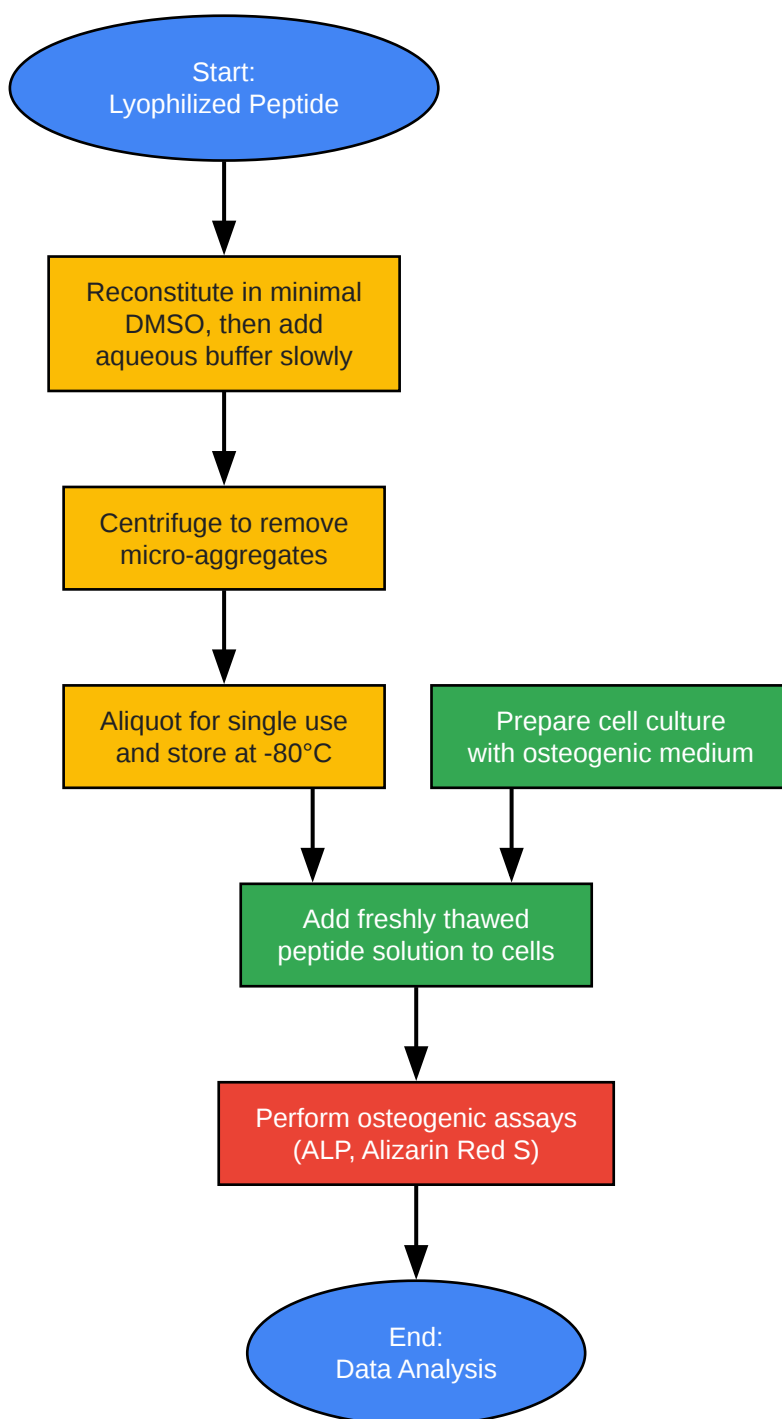 Start:
Lyophilized Peptide
Reconstitute in minimal
DMSO, then add
aqueous buffer slowly
Centrifuge to remove
micro-aggregates
Aliquot for single use
and store at -80°C
Prepare cell culture
with osteogenic medium
Add freshly thawed
peptide solution to cells
Perform osteogenic assays
(ALP, Alizarin Red S)
End:
Data Analysis